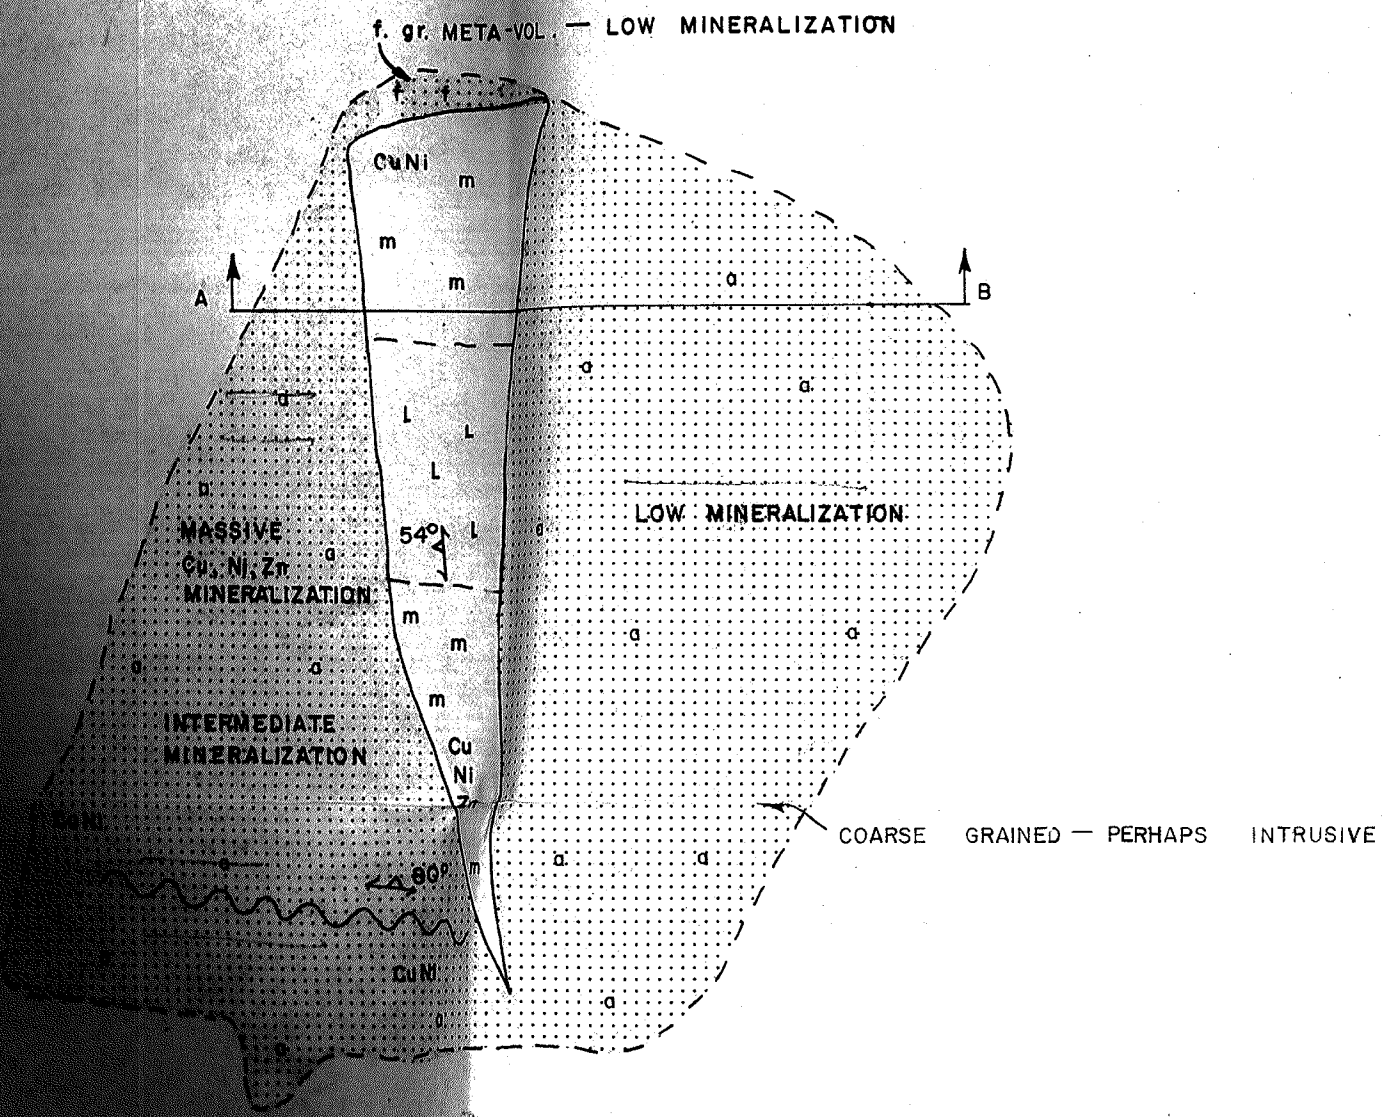 f. gr. META-VOL. — LOW MINERALIZATION
f f
CuNi
m
m
m
a
A B
a
a
a
L L
L
54° L
a
LOW MINERALIZATION
MASSIVE
a
Cu, Ni, Zn
MINERALIZATION
m
m
a a
a a
m
INTERMEDIATE
MINERALIZATION
Cu
Ni
Zn
CuNi
COARSE GRAINED — PERHAPS INTRUSIVE
a
80° m
a a
CuNi
a
a
a